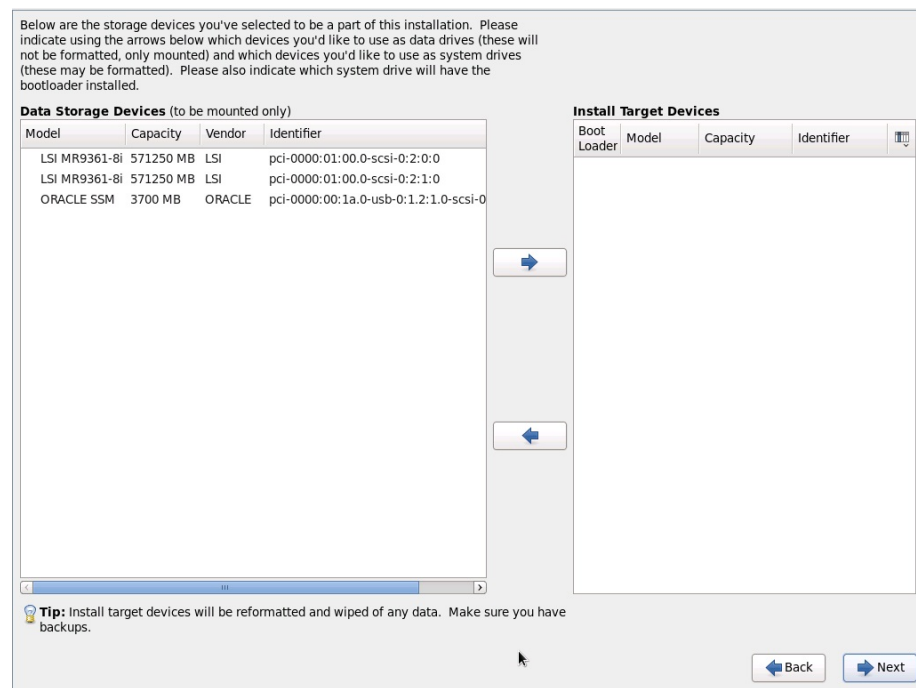 Below are the storage devices you've selected to be a part of this installation.  Please
indicate using the arrows below which devices you'd like to use as data drives (these will
not be formatted, only mounted) and which devices you'd like to use as system drives
(these may be formatted).  Please also indicate which system drive will have the
bootloader installed.
Data Storage Devices (to be mounted only)
Model Capacity Vendor Identifier
LSI MR9361-8i 571250 MB LSI pci-0000:01:00.0-scsi-0:2:0:0
LSI MR9361-8i 571250 MB LSI pci-0000:01:00.0-scsi-0:2:1:0
ORACLE SSM 3700 MB ORACLE pci-0000:00:1a.0-usb-0:1.2:1.0-scsi-0
Install Target Devices
Boot
Loader Model Capacity Identifier
Tip: Install target devices will be reformatted and wiped of any data.  Make sure you have
backups.
Back Next